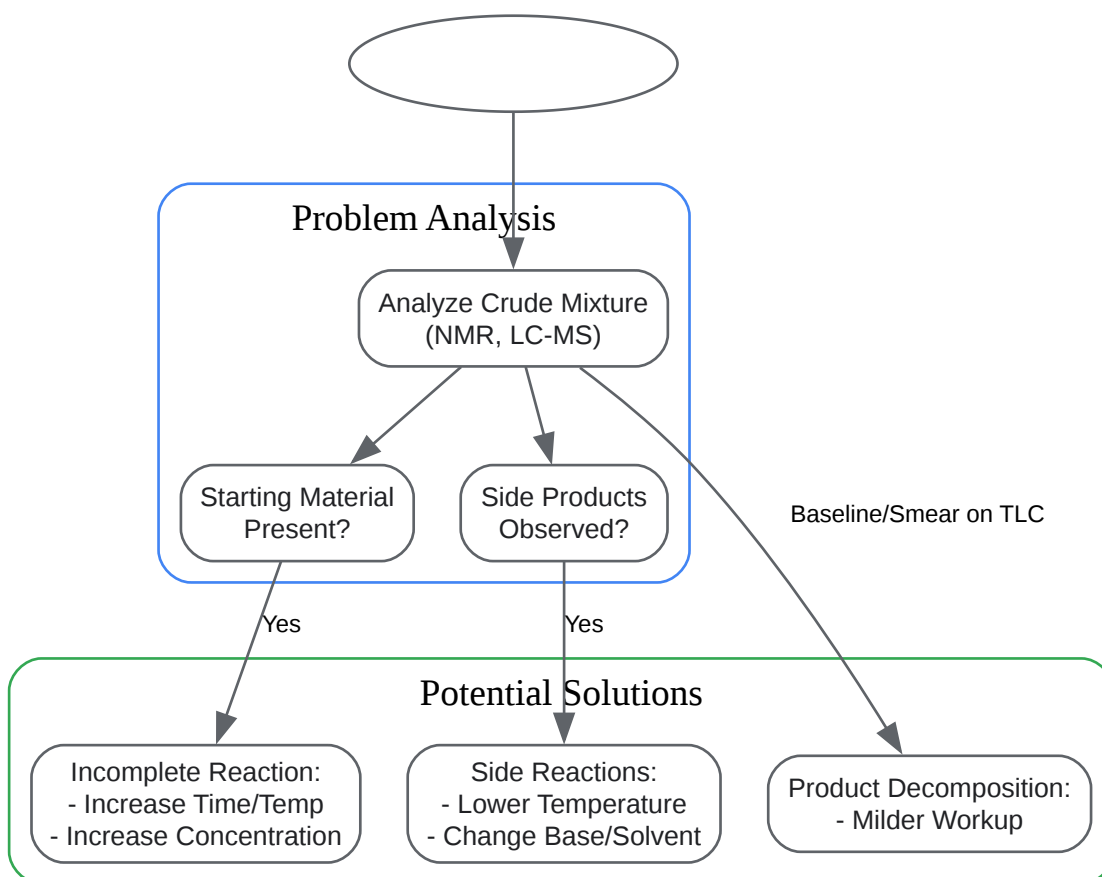 Problem Analysis
Analyze Crude Mixture
(NMR, LC-MS)
Starting Material
Present?
Side Products
Observed?
Baseline/Smear on TLC
Yes
Yes
Potential Solutions
Incomplete Reaction:
- Increase Time/Temp
- Increase Concentration
Side Reactions:
- Lower Temperature
- Change Base/Solvent
Product Decomposition:
- Milder Workup